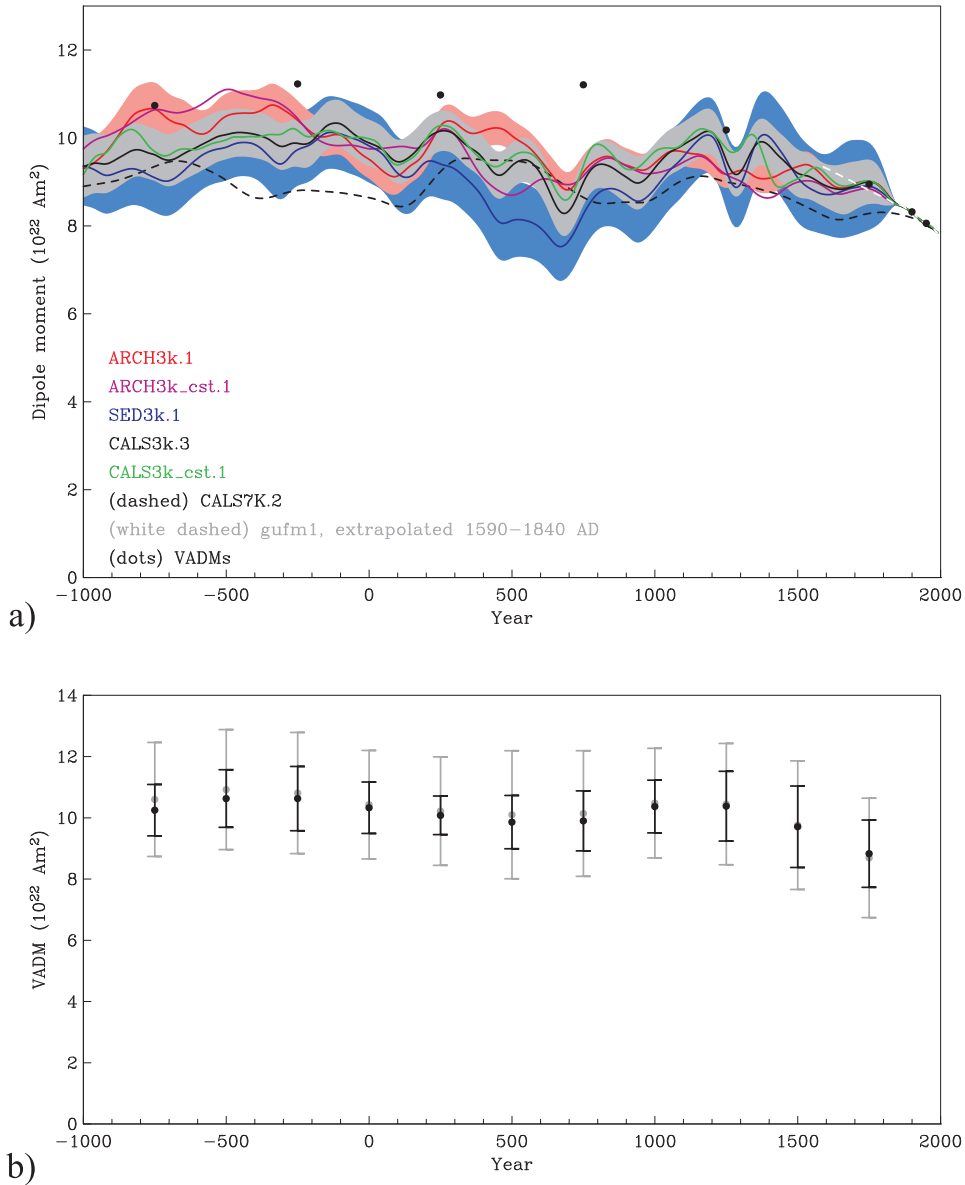 12
10
8
6
4
2
0
Dipole moment (10²² Am²)
ARCH3k.1
ARCH3k_cst.1
SED3k.1
CALS3k.3
CALS3k_cst.1
(dashed) CALS7K.2
(white dashed) gufm1, extrapolated 1590−1840 AD
(dots) VADMs
−1000 −500 0 500 1000 1500 2000
Year
a)
14
12
10
8
6
4
2
0
VADM (10²² Am²)
−1000 −500 0 500 1000 1500 2000
Year
b)